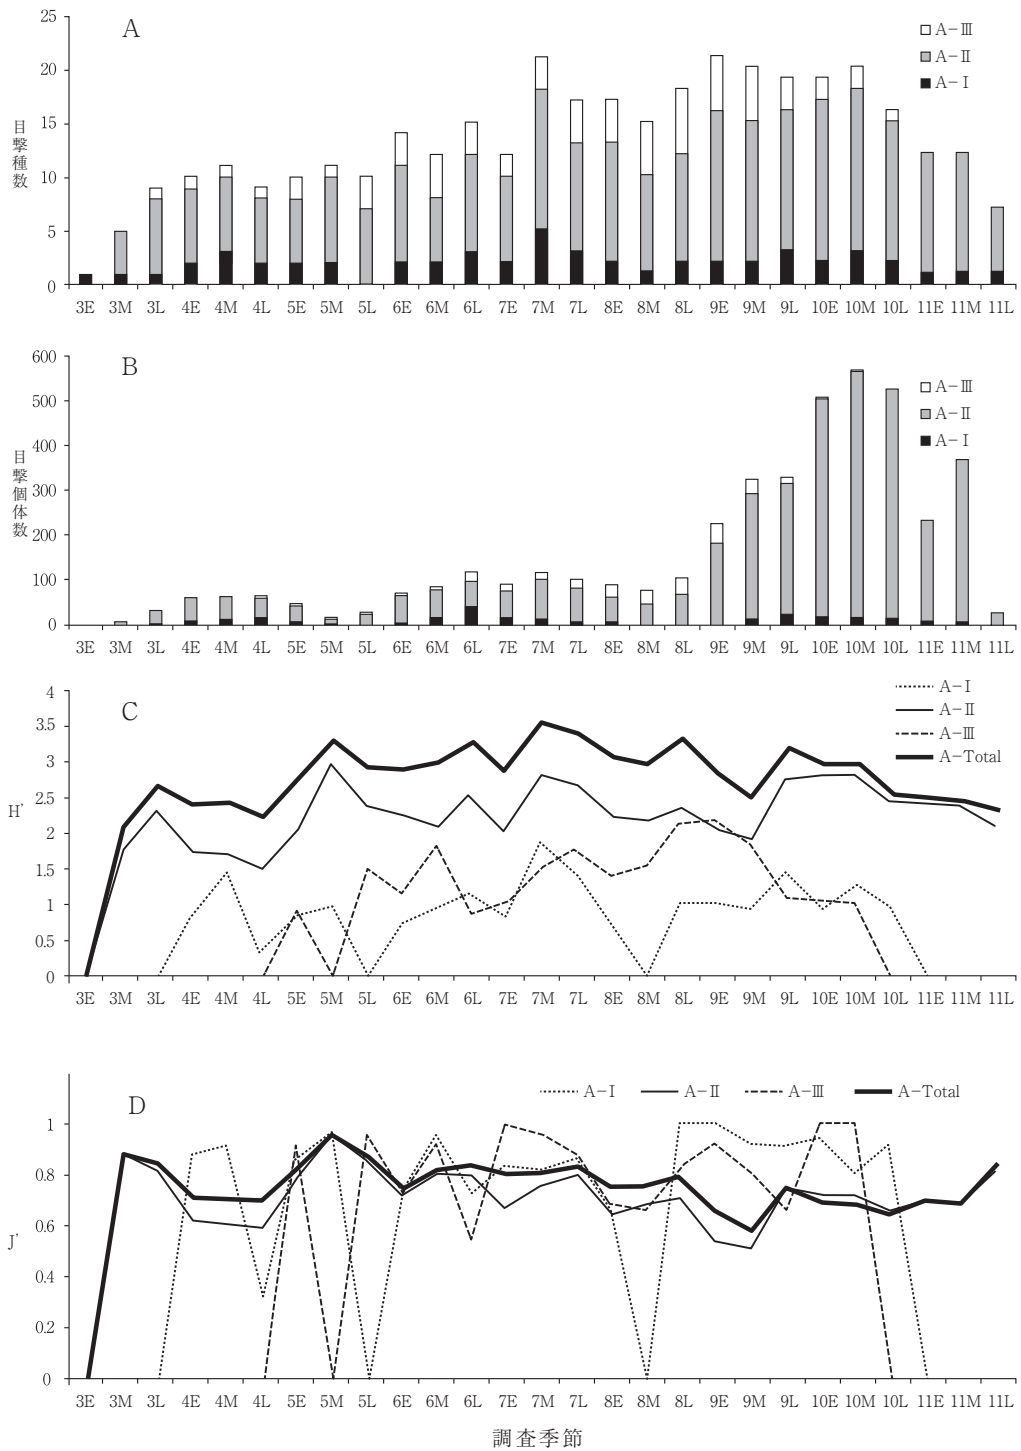 A
25
20
15
10
5
0
目撃種数
A-Ⅲ
A-Ⅱ
A-Ⅰ
3E 3M 3L 4E 4M 4L 5E 5M 5L 6E 6M 6L 7E 7M 7L 8E 8M 8L 9E 9M 9L 10E 10M 10L 11E 11M 11L
B
600
500
400
300
200
100
0
目撃個体数
A-Ⅲ
A-Ⅱ
A-Ⅰ
3E 3M 3L 4E 4M 4L 5E 5M 5L 6E 6M 6L 7E 7M 7L 8E 8M 8L 9E 9M 9L 10E 10M 10L 11E 11M 11L
C
4
3.5
3
2.5
2
1.5
1
0.5
0
H'
A-Ⅰ
A-Ⅱ
A-Ⅲ
A-Total
3E 3M 3L 4E 4M 4L 5E 5M 5L 6E 6M 6L 7E 7M 7L 8E 8M 8L 9E 9M 9L 10E 10M 10L 11E 11M 11L
D
A-Ⅰ A-Ⅱ A-Ⅲ A-Total
1
0.8
0.6
0.4
0.2
0
J'
3E 3M 3L 4E 4M 4L 5E 5M 5L 6E 6M 6L 7E 7M 7L 8E 8M 8L 9E 9M 9L 10E 10M 10L 11E 11M 11L
調査季節